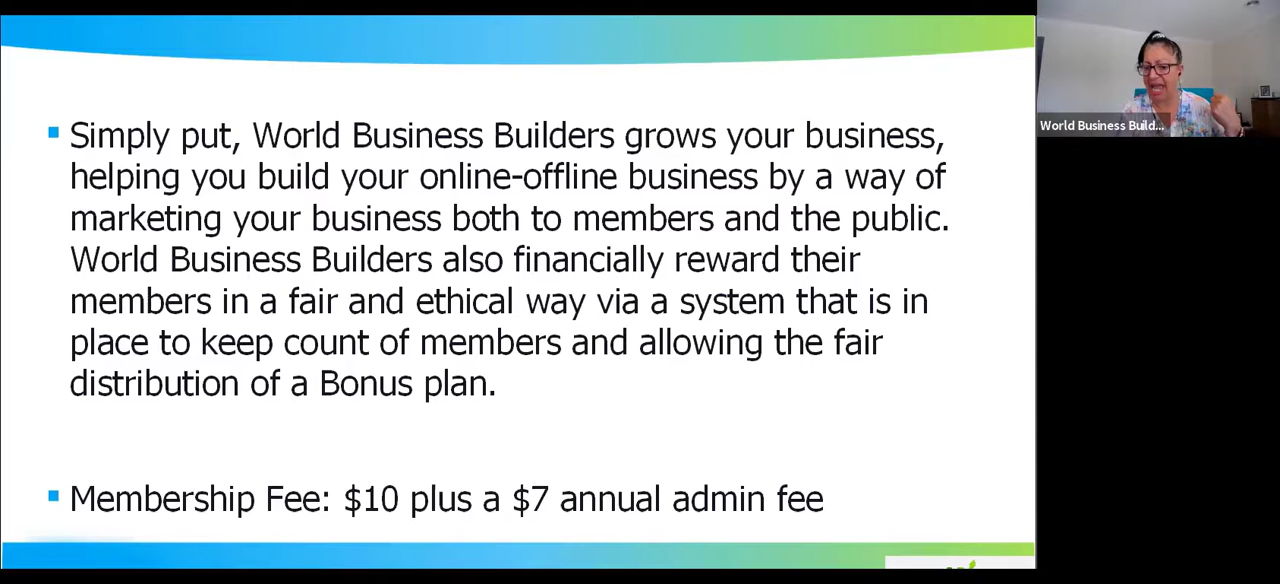 Simply put, World Business Builders grows your business,
helping you build your online-offline business by a way of
marketing your business both to members and the public.
World Business Builders also financially reward their
members in a fair and ethical way via a system that is in
place to keep count of members and allowing the fair
distribution of a Bonus plan.
Membership Fee: $10 plus a $7 annual admin fee
World Business Build...